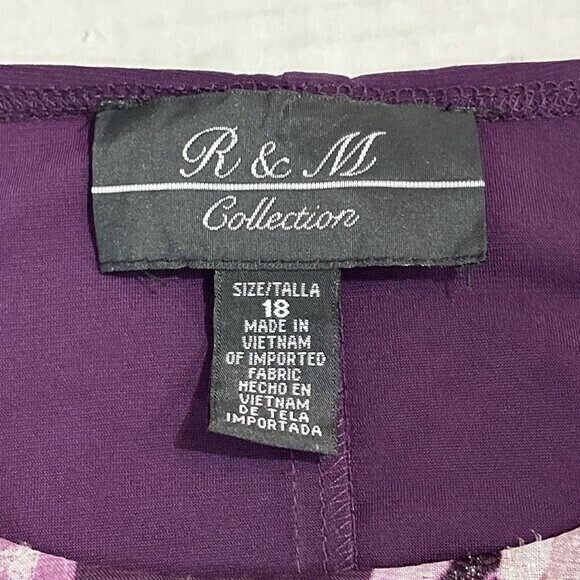 R & M
Collection
SIZE/TALLA
18
MADE IN
VIETNAM
OF IMPORTED
FABRIC
HECHO EN
VIETNAM
DE TELA
IMPORTADA